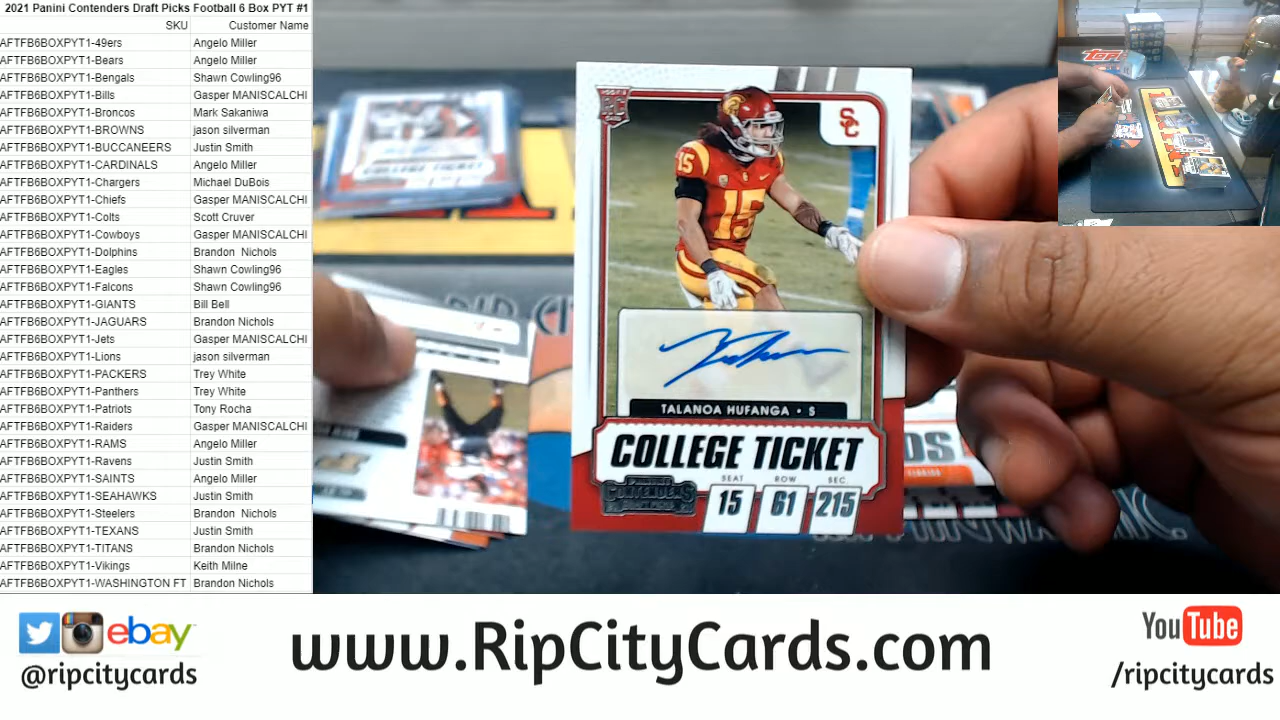 2021 Panini Contenders Draft Picks Football 6 Box PYT #1
SKU Customer Name
AFTFB6BOXPYT1-49ers Angelo Miller
AFTFB6BOXPYT1-Bears Angelo Miller
AFTFB6BOXPYT1-Bengals Shawn Cowling96
AFTFB6BOXPYT1-Bills Gasper MANISCALCHI
AFTFB6BOXPYT1-Broncos Mark Sakaniwa
AFTFB6BOXPYT1-BROWNS jason silverman
AFTFB6BOXPYT1-BUCCANEERS Justin Smith
AFTFB6BOXPYT1-CARDINALS Angelo Miller
AFTFB6BOXPYT1-Chargers Michael DuBois
AFTFB6BOXPYT1-Chiefs Gasper MANISCALCHI
AFTFB6BOXPYT1-Colts Scott Cruver
AFTFB6BOXPYT1-Cowboys Gasper MANISCALCHI
AFTFB6BOXPYT1-Dolphins Brandon Nichols
AFTFB6BOXPYT1-Eagles Shawn Cowling96
AFTFB6BOXPYT1-Falcons Shawn Cowling96
AFTFB6BOXPYT1-GIANTS Bill Bell
AFTFB6BOXPYT1-JAGUARS Brandon Nichols
AFTFB6BOXPYT1-Jets Gasper MANISCALCHI
AFTFB6BOXPYT1-Lions jason silverman
AFTFB6BOXPYT1-PACKERS Trey White
AFTFB6BOXPYT1-Panthers Trey White
AFTFB6BOXPYT1-Patriots Tony Rocha
AFTFB6BOXPYT1-Raiders Gasper MANISCALCHI
AFTFB6BOXPYT1-RAMS Angelo Miller
AFTFB6BOXPYT1-Ravens Justin Smith
AFTFB6BOXPYT1-SAINTS Angelo Miller
AFTFB6BOXPYT1-SEAHAWKS Justin Smith
AFTFB6BOXPYT1-Steelers Brandon Nichols
AFTFB6BOXPYT1-TEXANS Justin Smith
AFTFB6BOXPYT1-TITANS Brandon Nichols
AFTFB6BOXPYT1-Vikings Keith Milne
AFTFB6BOXPYT1-WASHINGTON FT Brandon Nichols
COLLEGE TICKET
RC
SC
15
15
TALANOA HUFANGA • S
COLLEGE TICKET
SEAT ROW SEC.
15 61 215
PANINI
CONTENDERS
DRAFT PICKS
topps
ebay
@ripcitycards
www.RipCityCards.com
YouTube
/ripcitycards